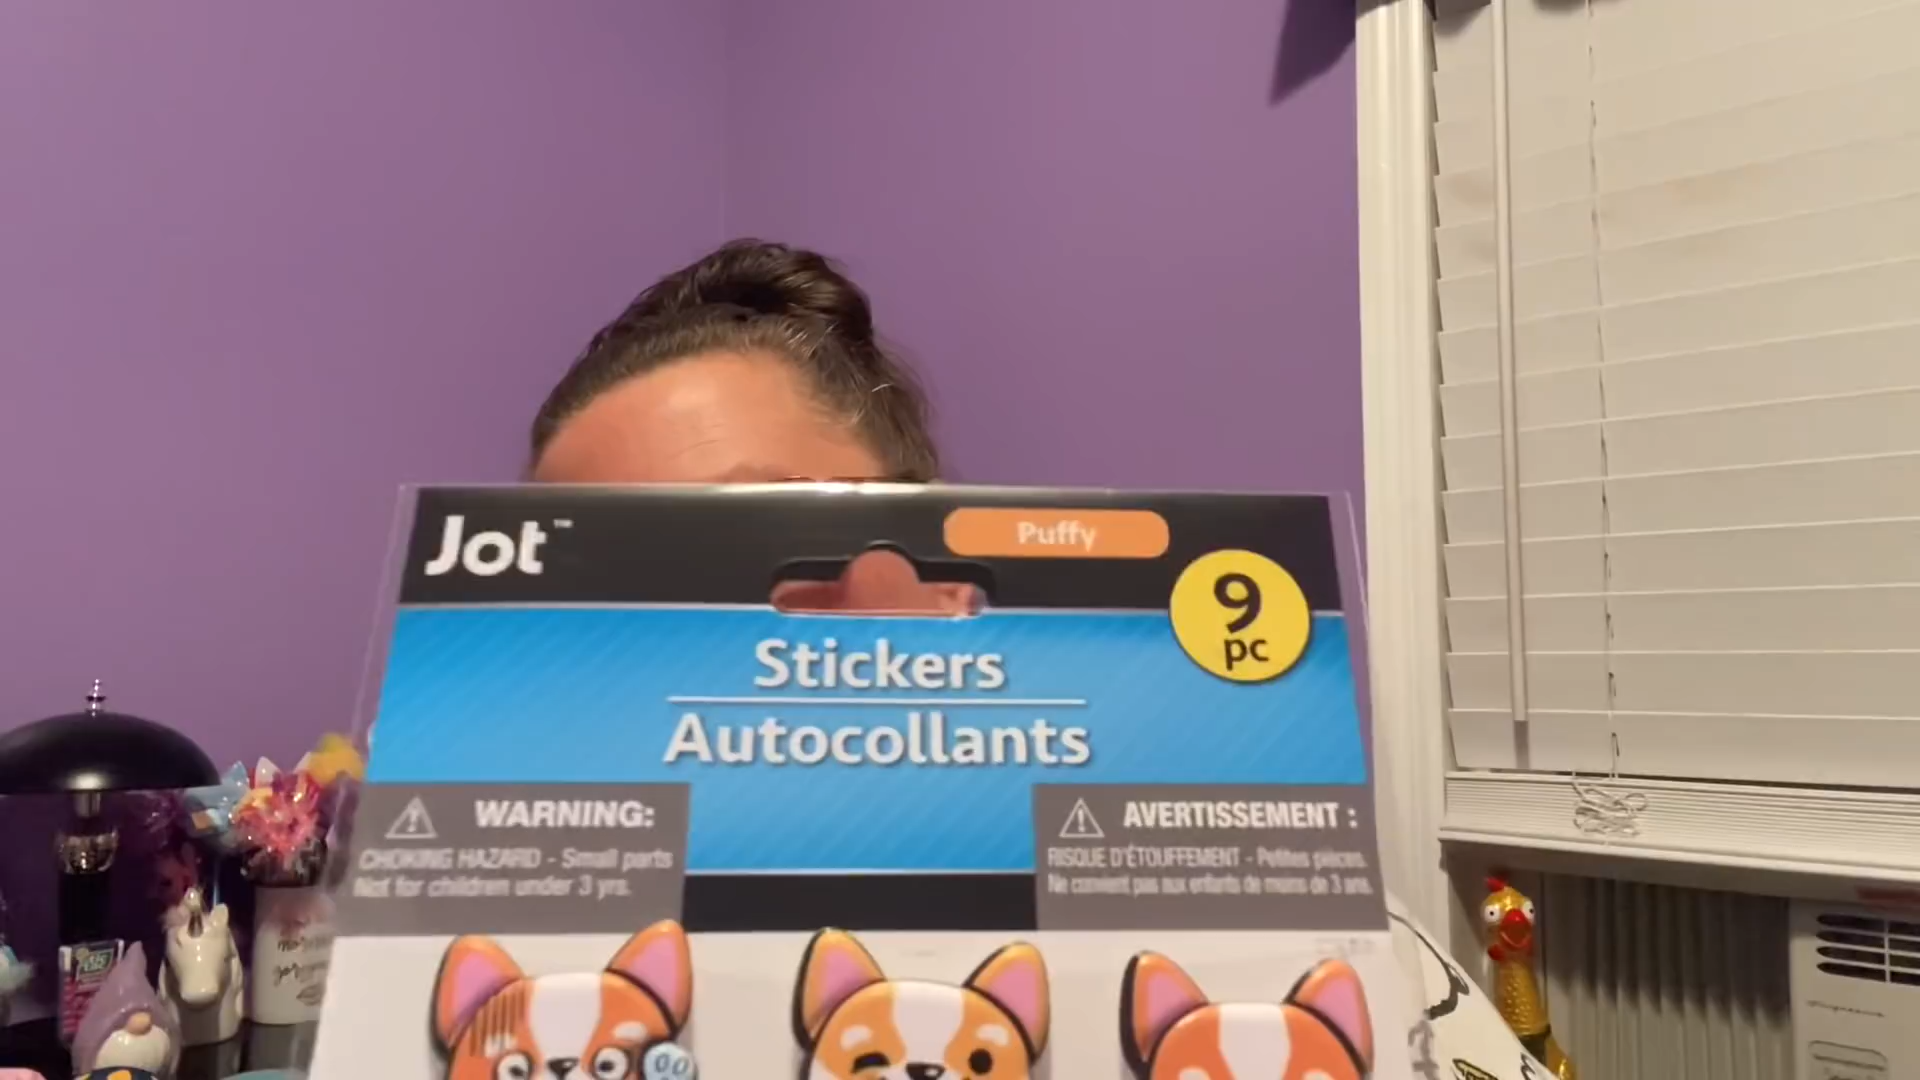 Jot™
Puffy
9
pc
Stickers
Autocollants
WARNING:
CHOKING HAZARD - Small parts
Not for children under 3 yrs.
AVERTISSEMENT :
RISQUE D'ÉTOUFFEMENT - Petites pièces.
Ne convient pas aux enfants de moins de 3 ans.